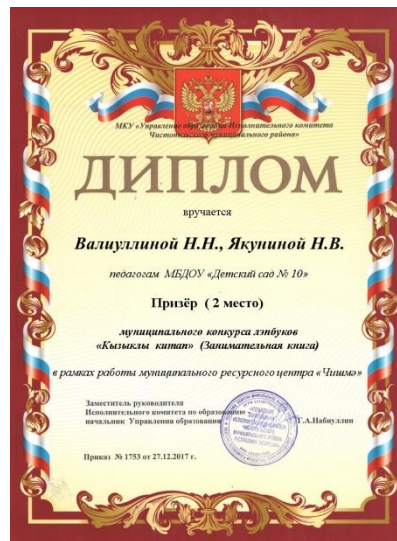 МКУ «Управление образования Исполнительного комитета
Чистопольского муниципального района»
ДИПЛОМ
вручается
Валиуллиной Н.Н., Якуниной Н.В.
педагогам МБДОУ «Детский сад № 10»
Призёр ( 2 место)
муниципального конкурса лэпбуков
«Кызыклы китап» (Занимательная книга)
в рамках работы муниципального ресурсного центра «Чишмә»
Заместитель руководителя
Исполнительного комитета по образованию
начальник Управления образования
Г.А.Набиуллин
Приказ № 1753 от 27.12.2017 г.